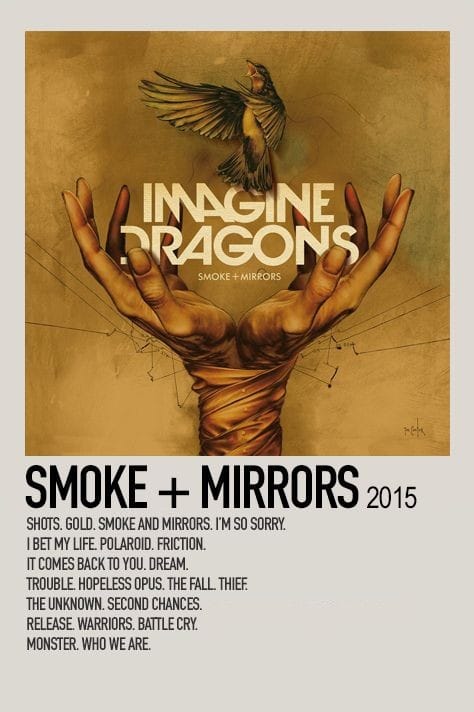 IMAGINE
DRAGONS
SMOKE + MIRRORS
SMOKE + MIRRORS 2015
SHOTS. GOLD. SMOKE AND MIRRORS. I'M SO SORRY.
I BET MY LIFE. POLAROID. FRICTION.
IT COMES BACK TO YOU. DREAM.
TROUBLE. HOPELESS OPUS. THE FALL. THIEF.
THE UNKNOWN. SECOND CHANCES.
RELEASE. WARRIORS. BATTLE CRY.
MONSTER. WHO WE ARE.